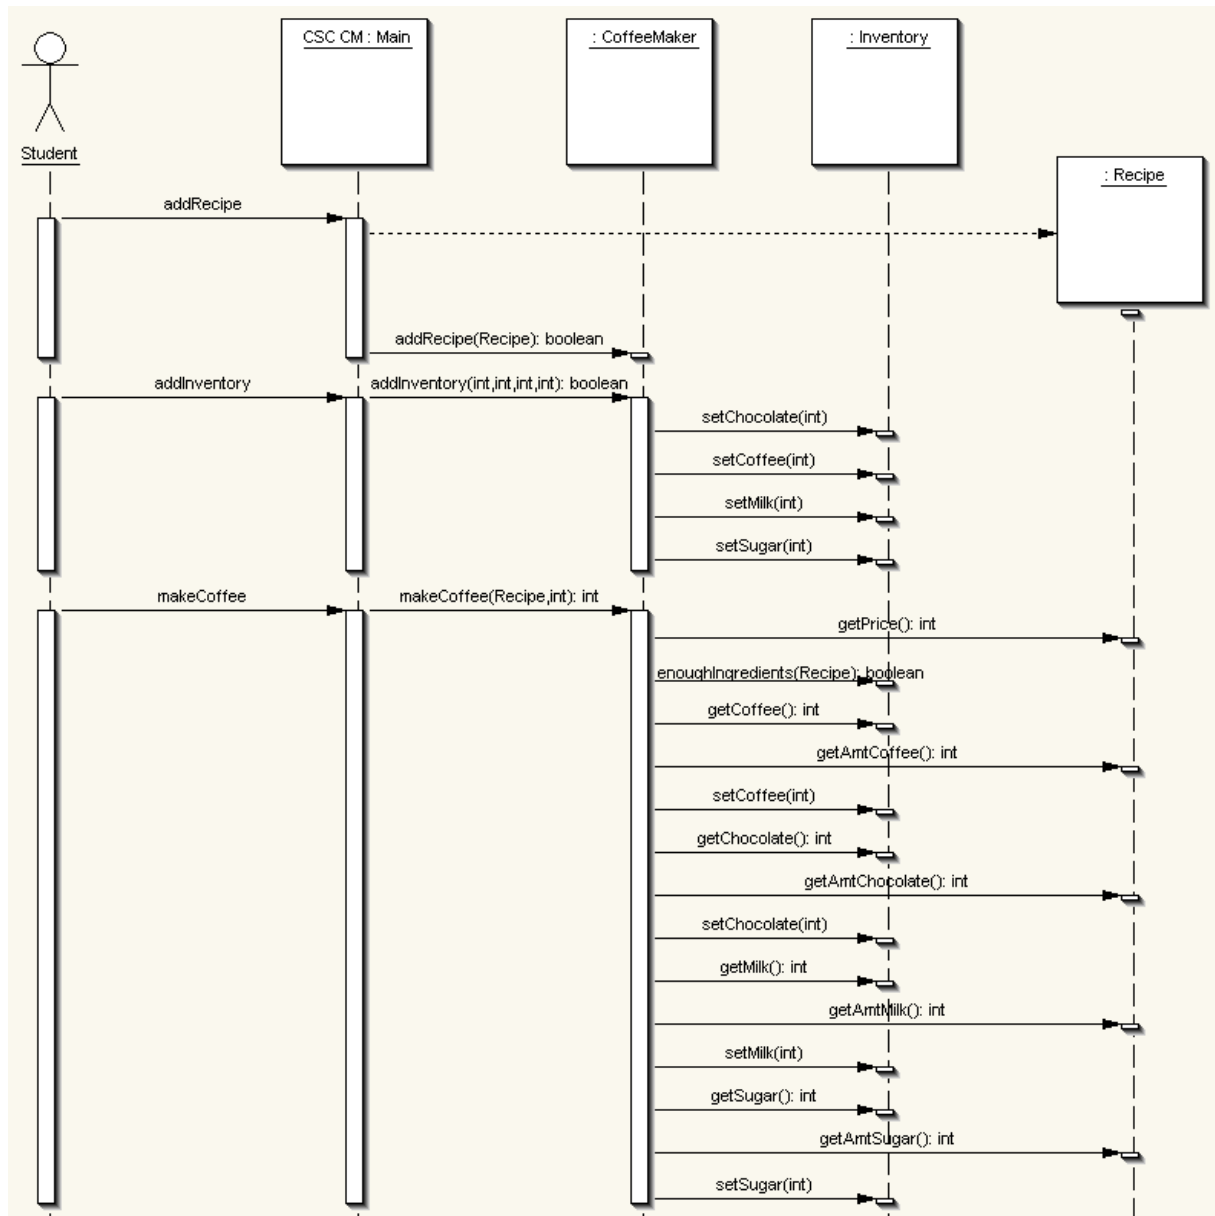 CSC CM : Main
: CoffeeMaker
: Inventory
Student
: Recipe
addRecipe
addRecipe(Recipe): boolean
addInventory
addInventory(int,int,int,int): boolean
setChocolate(int)
setCoffee(int)
setMilk(int)
setSugar(int)
makeCoffee
makeCoffee(Recipe,int): int
getPrice(): int
enoughIngredients(Recipe): boolean
getCoffee(): int
getAmtCoffee(): int
setCoffee(int)
getChocolate(): int
getAmtChocolate(): int
setChocolate(int)
getMilk(): int
getAmtMilk(): int
setMilk(int)
getSugar(): int
getAmtSugar(): int
setSugar(int)